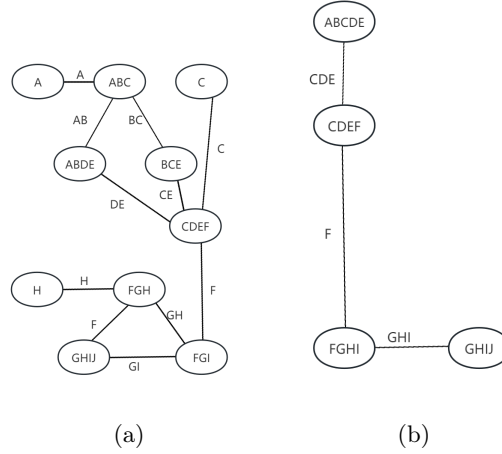 A
A
ABC
C
AB
BC
C
ABDE
BCE
DE
CE
CDEF
H
H
FGH
F
F
GH
GHIJ
GI
FGI
(a)
ABCDE
CDE
CDEF
F
FGHI
GHI
GHIJ
(b)